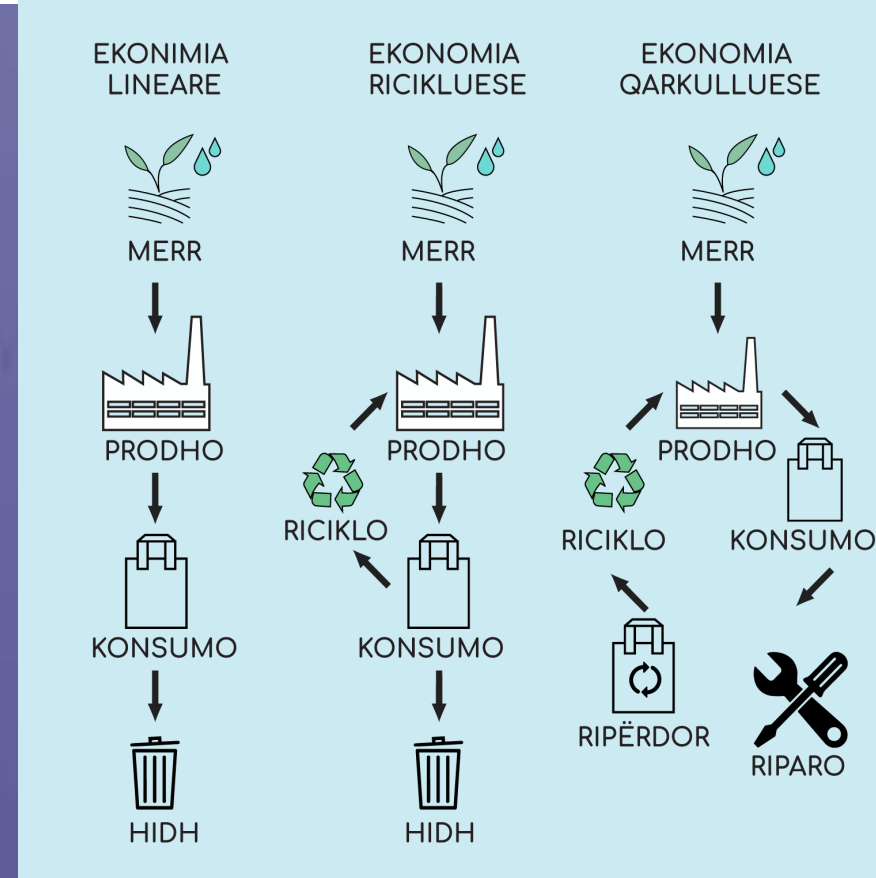 EKONIMIA
LINEARE
MERR
PRODHO
KONSUMO
HIDH
EKONOMIA
RICIKLUESE
MERR
PRODHO
RICIKLO
KONSUMO
HIDH
EKONOMIA
QARKULLUESE
MERR
PRODHO
KONSUMO
RICIKLO
RIPËRDOR
RIPARO